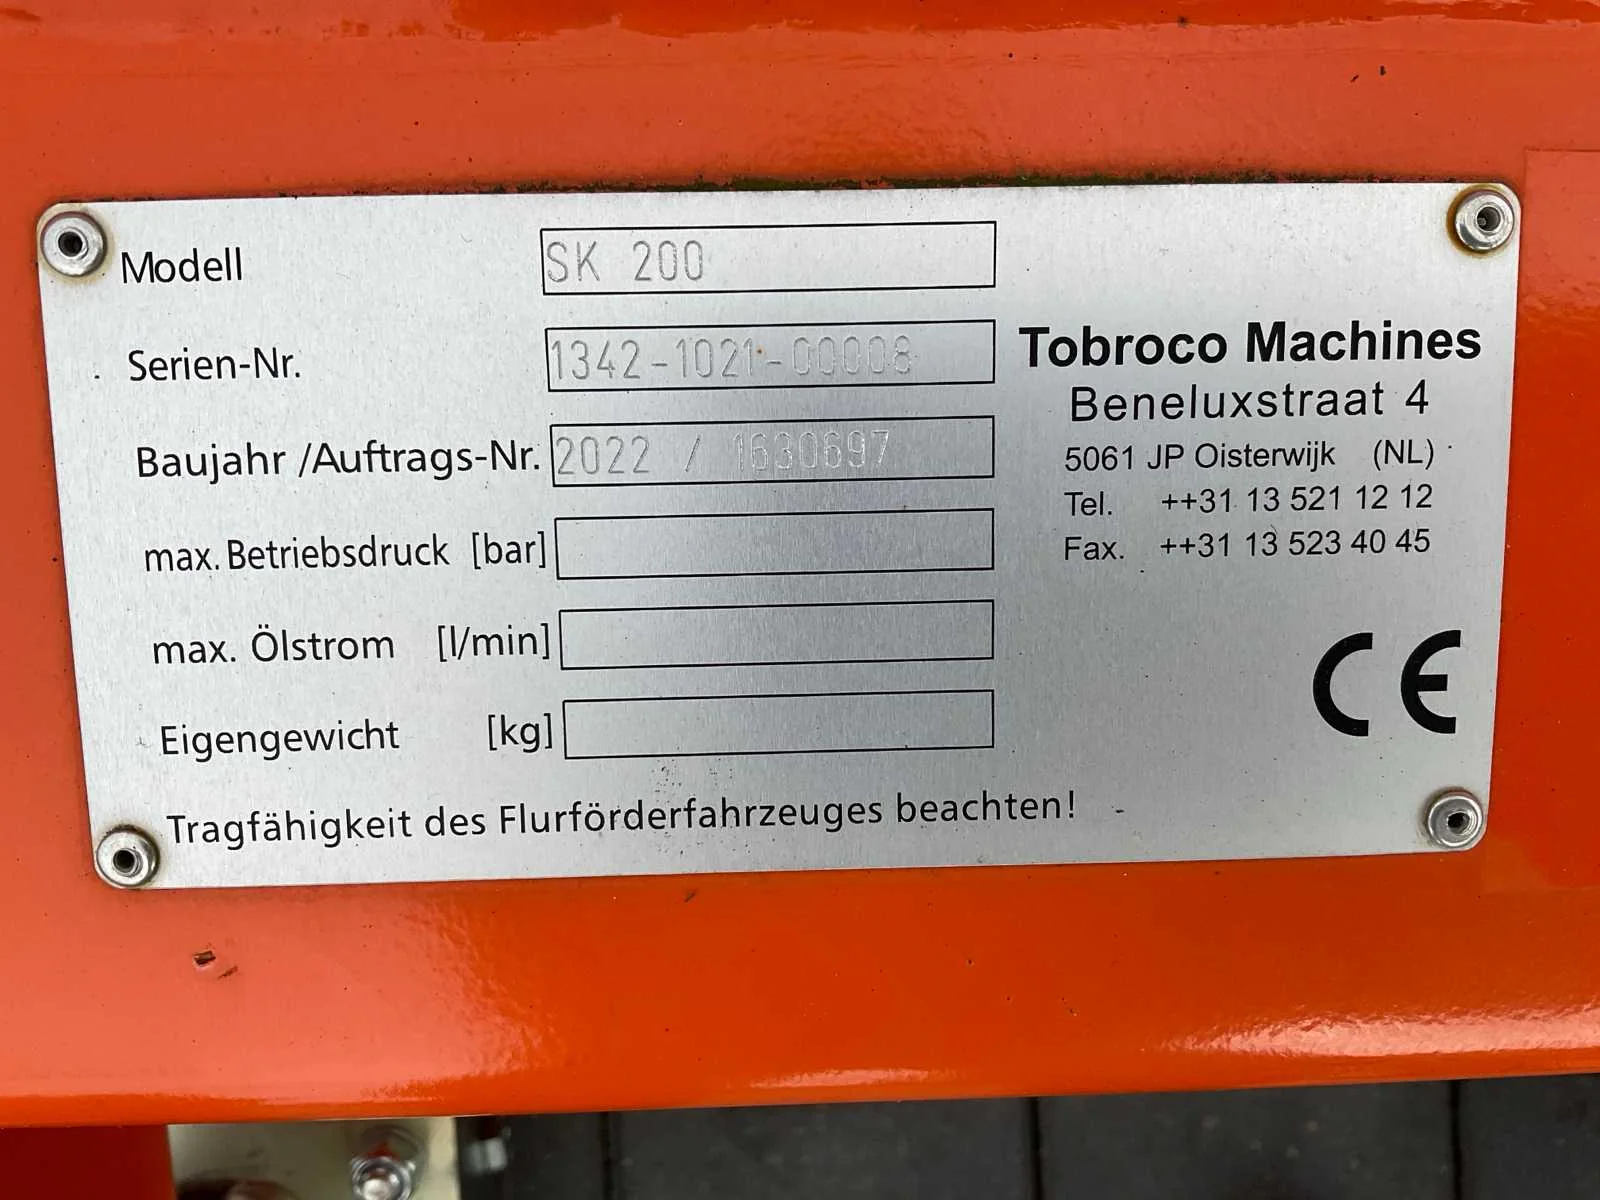 Modell SK 200
Serien-Nr. 1342-1021-00008
Baujahr /Auftrags-Nr. 2022 / 1630697
max. Betriebsdruck [bar]
max. Ölstrom [l/min]
Eigengewicht [kg]
Tragfähigkeit des Flurförderfahrzeuges beachten!
Tobroco Machines
Beneluxstraat 4
5061 JP Oisterwijk (NL)
Tel. ++31 13 521 12 12
Fax. ++31 13 523 40 45
CE